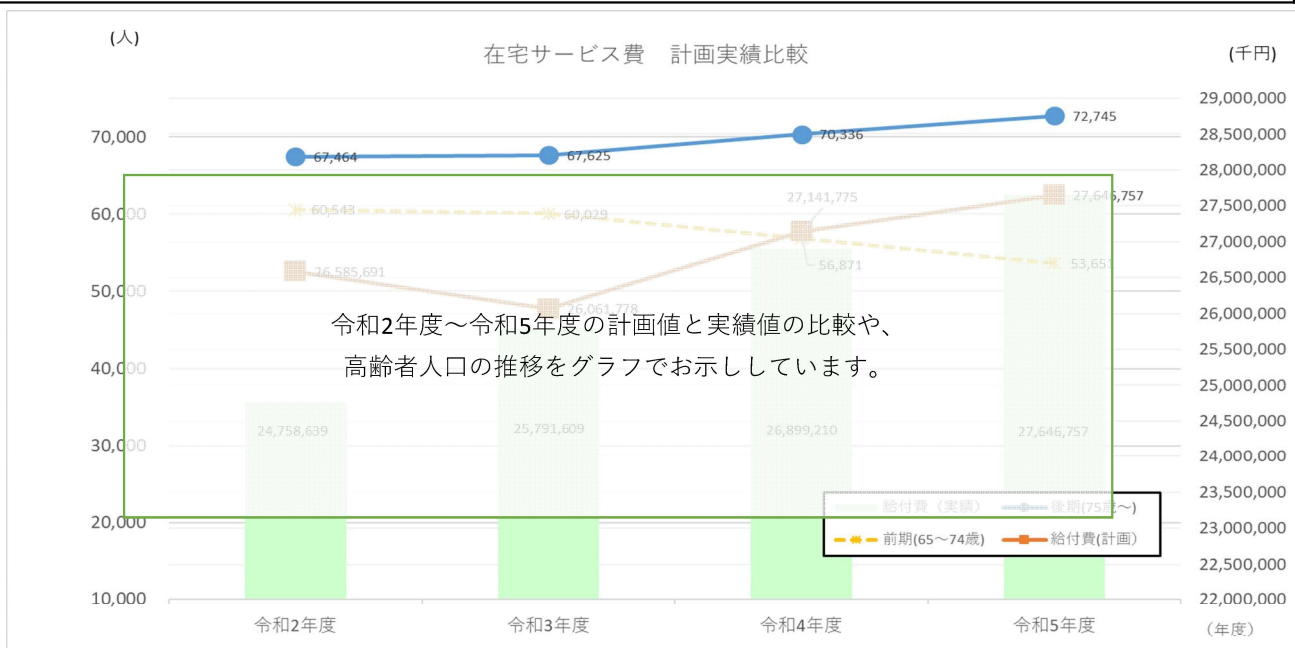 (人)
在宅サービス費　計画実績比較
(千円)
29,000,000
70,000
72,745
28,500,000
70,336
67,464
67,625
28,000,000
27,141,775
27,646,757
60,000
60,543
60,029
27,500,000
27,000,000
56,871
53,651
26,585,691
26,500,000
50,000
26,061,778
26,000,000
令和2年度～令和5年度の計画値と実績値の比較や、
高齢者人口の推移をグラフでお示ししています。
25,500,000
40,000
25,000,000
24,758,639
25,791,609
26,899,210
27,646,757
24,500,000
30,000
24,000,000
23,500,000
給付費（実績）
後期(75歳～)
20,000
23,000,000
前期(65～74歳)
給付費(計画)
22,500,000
10,000
22,000,000
令和2年度
令和3年度
令和4年度
令和5年度
（年度）